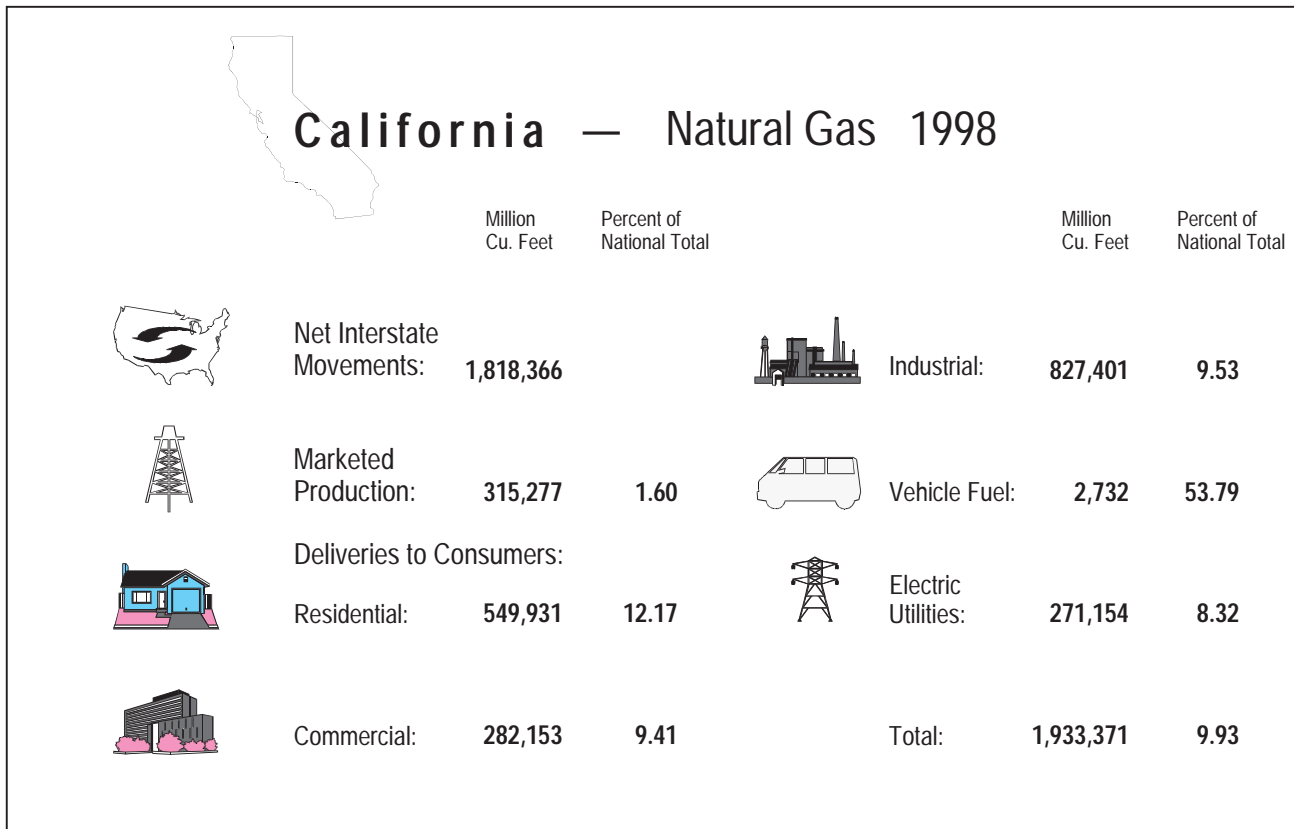 California — Natural Gas 1998
Million Cu. Feet
Percent of National Total
Net Interstate Movements: 1,818,366
Marketed Production: 315,277 1.60
Deliveries to Consumers:
Residential: 549,931 12.17
Commercial: 282,153 9.41
Million Cu. Feet
Percent of National Total
Industrial: 827,401 9.53
Vehicle Fuel: 2,732 53.79
Electric Utilities: 271,154 8.32
Total: 1,933,371 9.93